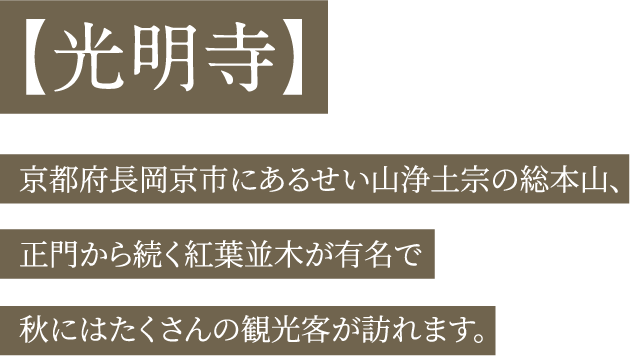 【光明寺】
京都府長岡京市にあるせい山浄土宗の総本山、
正門から続く紅葉並木が有名で
秋にはたくさんの観光客が訪れます。